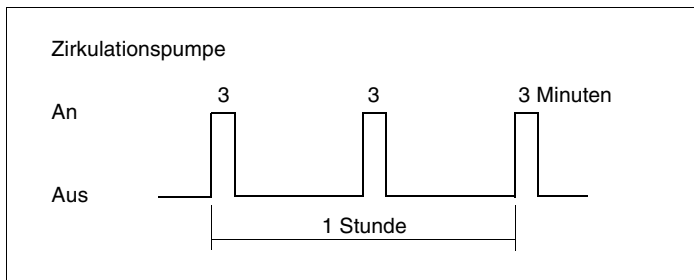 Zirkulationspumpe
3 3 3 Minuten
An
Aus
1 Stunde